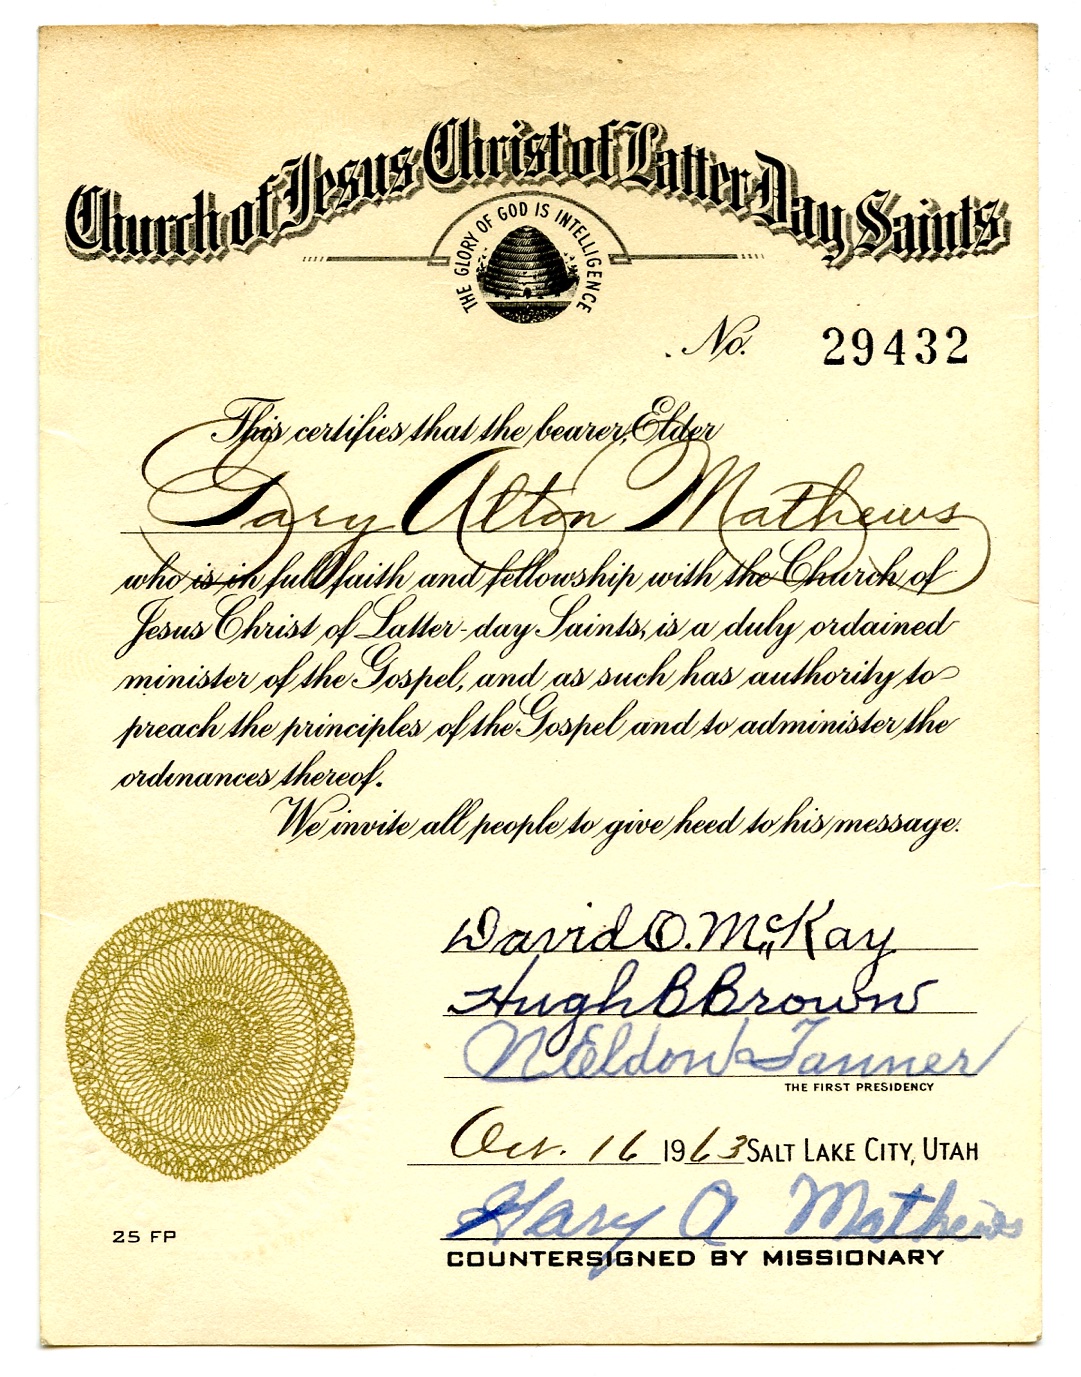 Church of Jesus Christ of Latter Day Saints
THE GLORY OF GOD IS INTELLIGENCE
No. 29432
This certifies that the bearer, Elder
Gary Alton Mathews
who is in full faith and fellowship with the Church of
Jesus Christ of Latter-day Saints, is a duly ordained
minister of the Gospel, and as such has authority to
preach the principles of the Gospel and to administer the
ordinances thereof.
We invite all people to give heed to his message.
David O. McKay
Hugh B Brown
N Eldon Tanner
THE FIRST PRESIDENCY
Oct. 16 1963 SALT LAKE CITY, UTAH
Gary A Mathews
25 FP
COUNTERSIGNED BY MISSIONARY